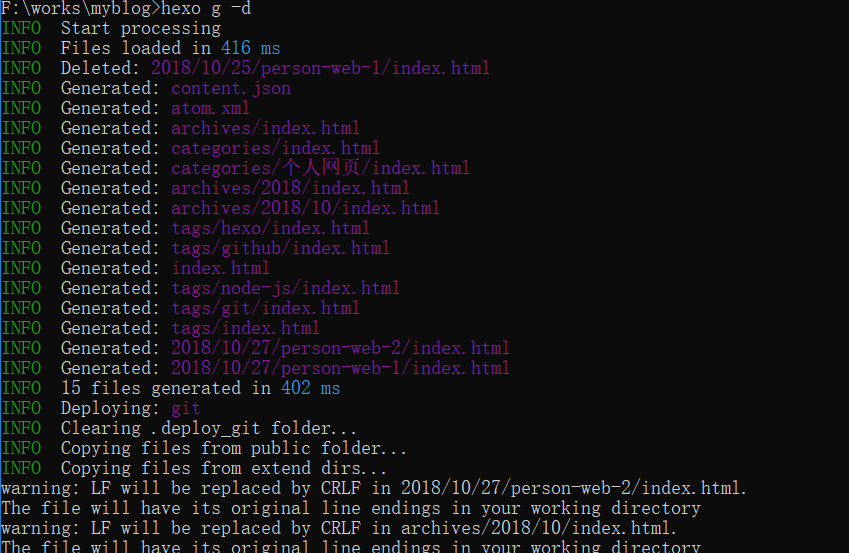 F:\works\myblog>hexo g -d
INFO  Start processing
INFO  Files loaded in 416 ms
INFO  Deleted: 2018/10/25/person-web-1/index.html
INFO  Generated: content.json
INFO  Generated: atom.xml
INFO  Generated: archives/index.html
INFO  Generated: categories/index.html
INFO  Generated: categories/个人网页/index.html
INFO  Generated: archives/2018/index.html
INFO  Generated: archives/2018/10/index.html
INFO  Generated: tags/hexo/index.html
INFO  Generated: tags/github/index.html
INFO  Generated: index.html
INFO  Generated: tags/node-js/index.html
INFO  Generated: tags/git/index.html
INFO  Generated: tags/index.html
INFO  Generated: 2018/10/27/person-web-2/index.html
INFO  Generated: 2018/10/27/person-web-1/index.html
INFO  15 files generated in 402 ms
INFO  Deploying: git
INFO  Clearing .deploy_git folder...
INFO  Copying files from public folder...
INFO  Copying files from extend dirs...
warning: LF will be replaced by CRLF in 2018/10/27/person-web-2/index.html.
The file will have its original line endings in your working directory
warning: LF will be replaced by CRLF in archives/2018/10/index.html.
The file will have its original line endings in your working directory